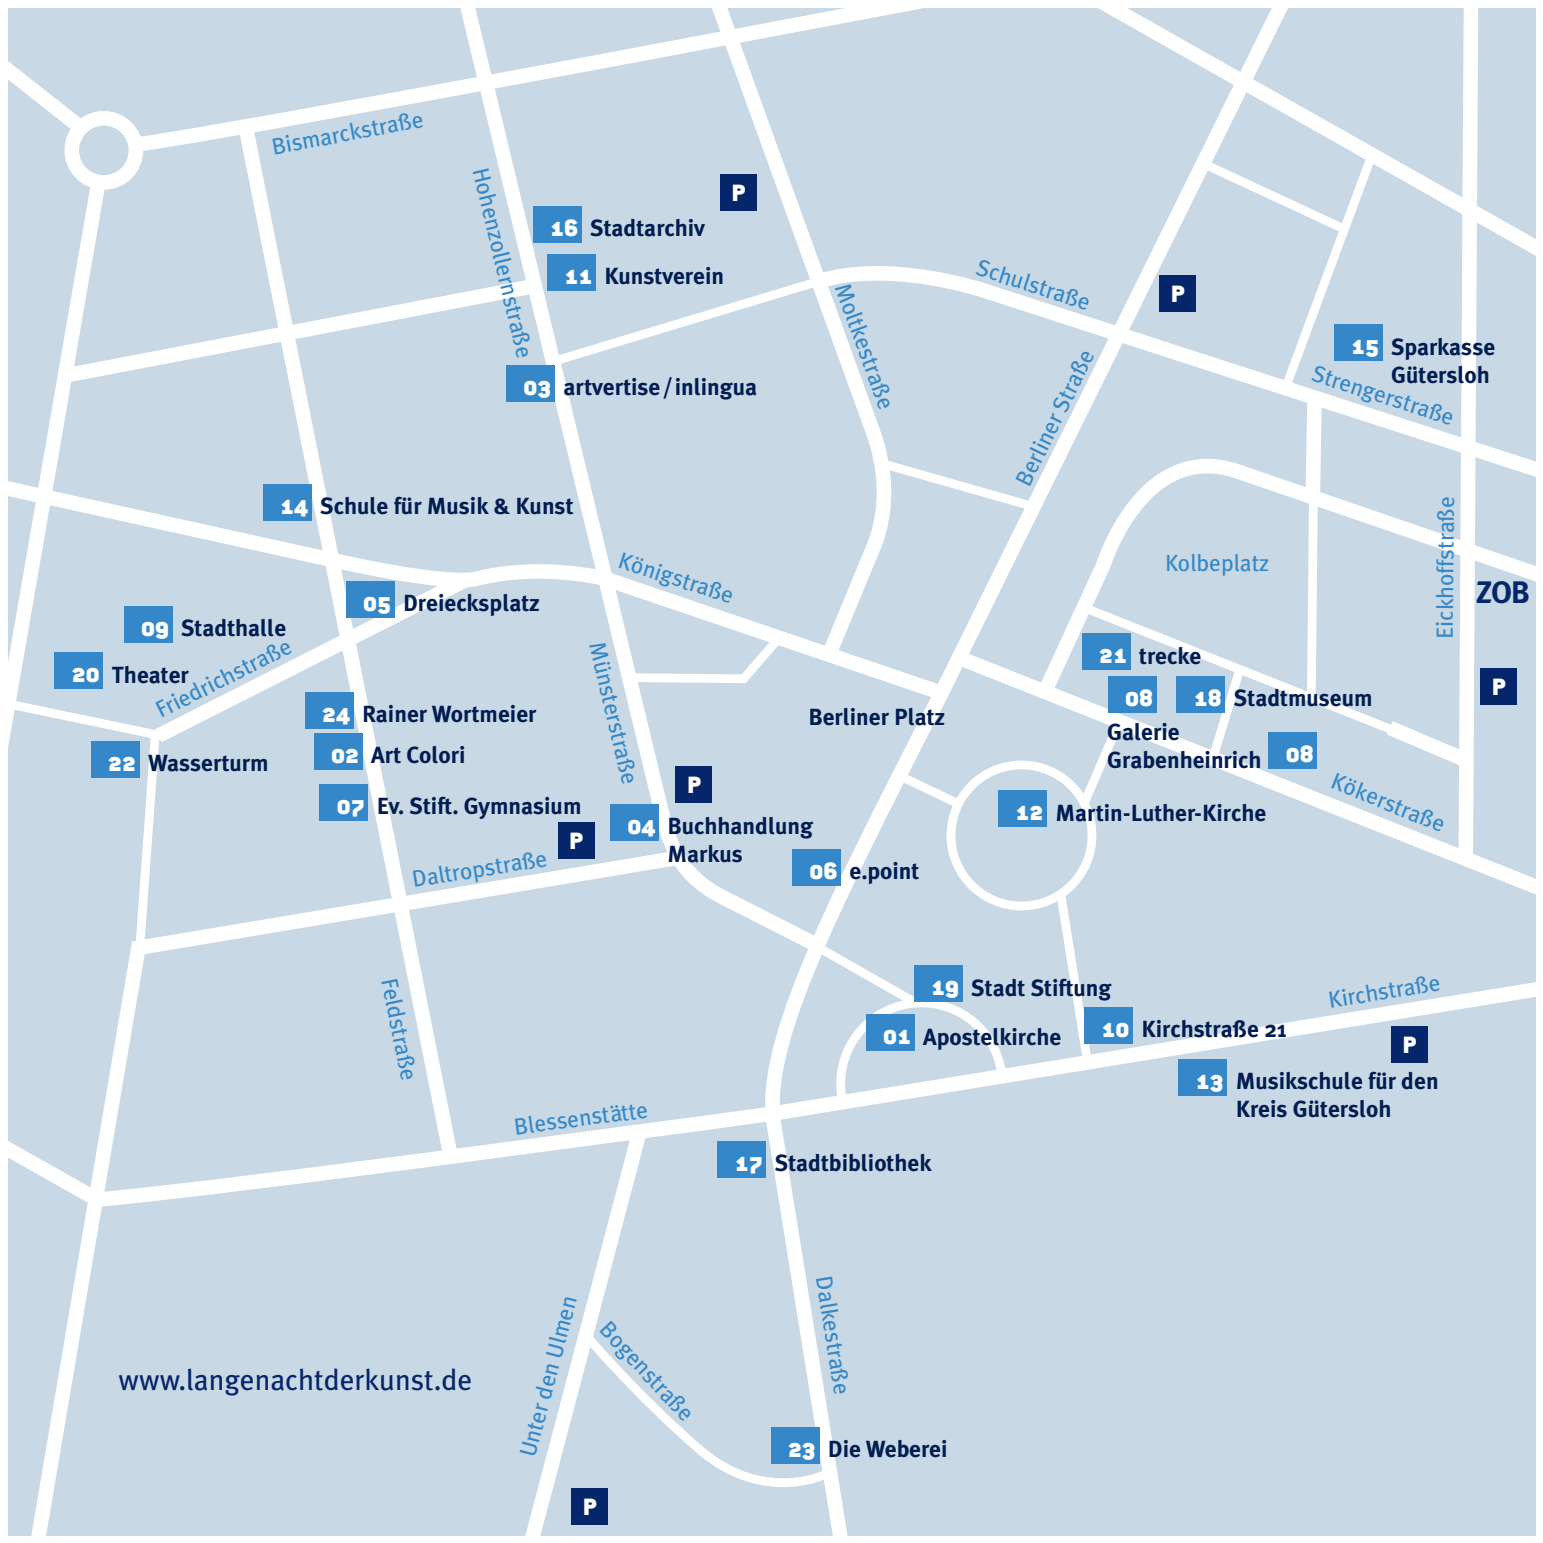 Bismarckstraße
Hohenzollernstraße
P
16 Stadtarchiv
11 Kunstverein
Schulstraße
P
Moltkestraße
Berliner Straße
15 Sparkasse
Gütersloh
Strengerstraße
03 artvertise/inlingua
14 Schule für Musik & Kunst
Königstraße
Kolbeplatz
Eickhoffstraße
ZOB
P
05 Dreiecksplatz
09 Stadthalle
20 Theater
Friedrichstraße
Münsterstraße
21 trecke
08
18 Stadtmuseum
Galerie
Grabenheinrich
08
24 Rainer Wortmeier
Berliner Platz
02 Art Colori
22 Wasserturm
07 Ev. Stift. Gymnasium
P
P
04 Buchhandlung
Markus
12 Martin-Luther-Kirche
Kökerstraße
Daltropstraße
06 e.point
Feldstraße
19 Stadt Stiftung
01 Apostelkirche
10 Kirchstraße 21
Kirchstraße
P
13 Musikschule für den
Kreis Gütersloh
Blessenstätte
17 Stadtbibliothek
Unter den Ulmen
Bogenstraße
Dalkestraße
www.langenachtderkunst.de
23 Die Weberei
P